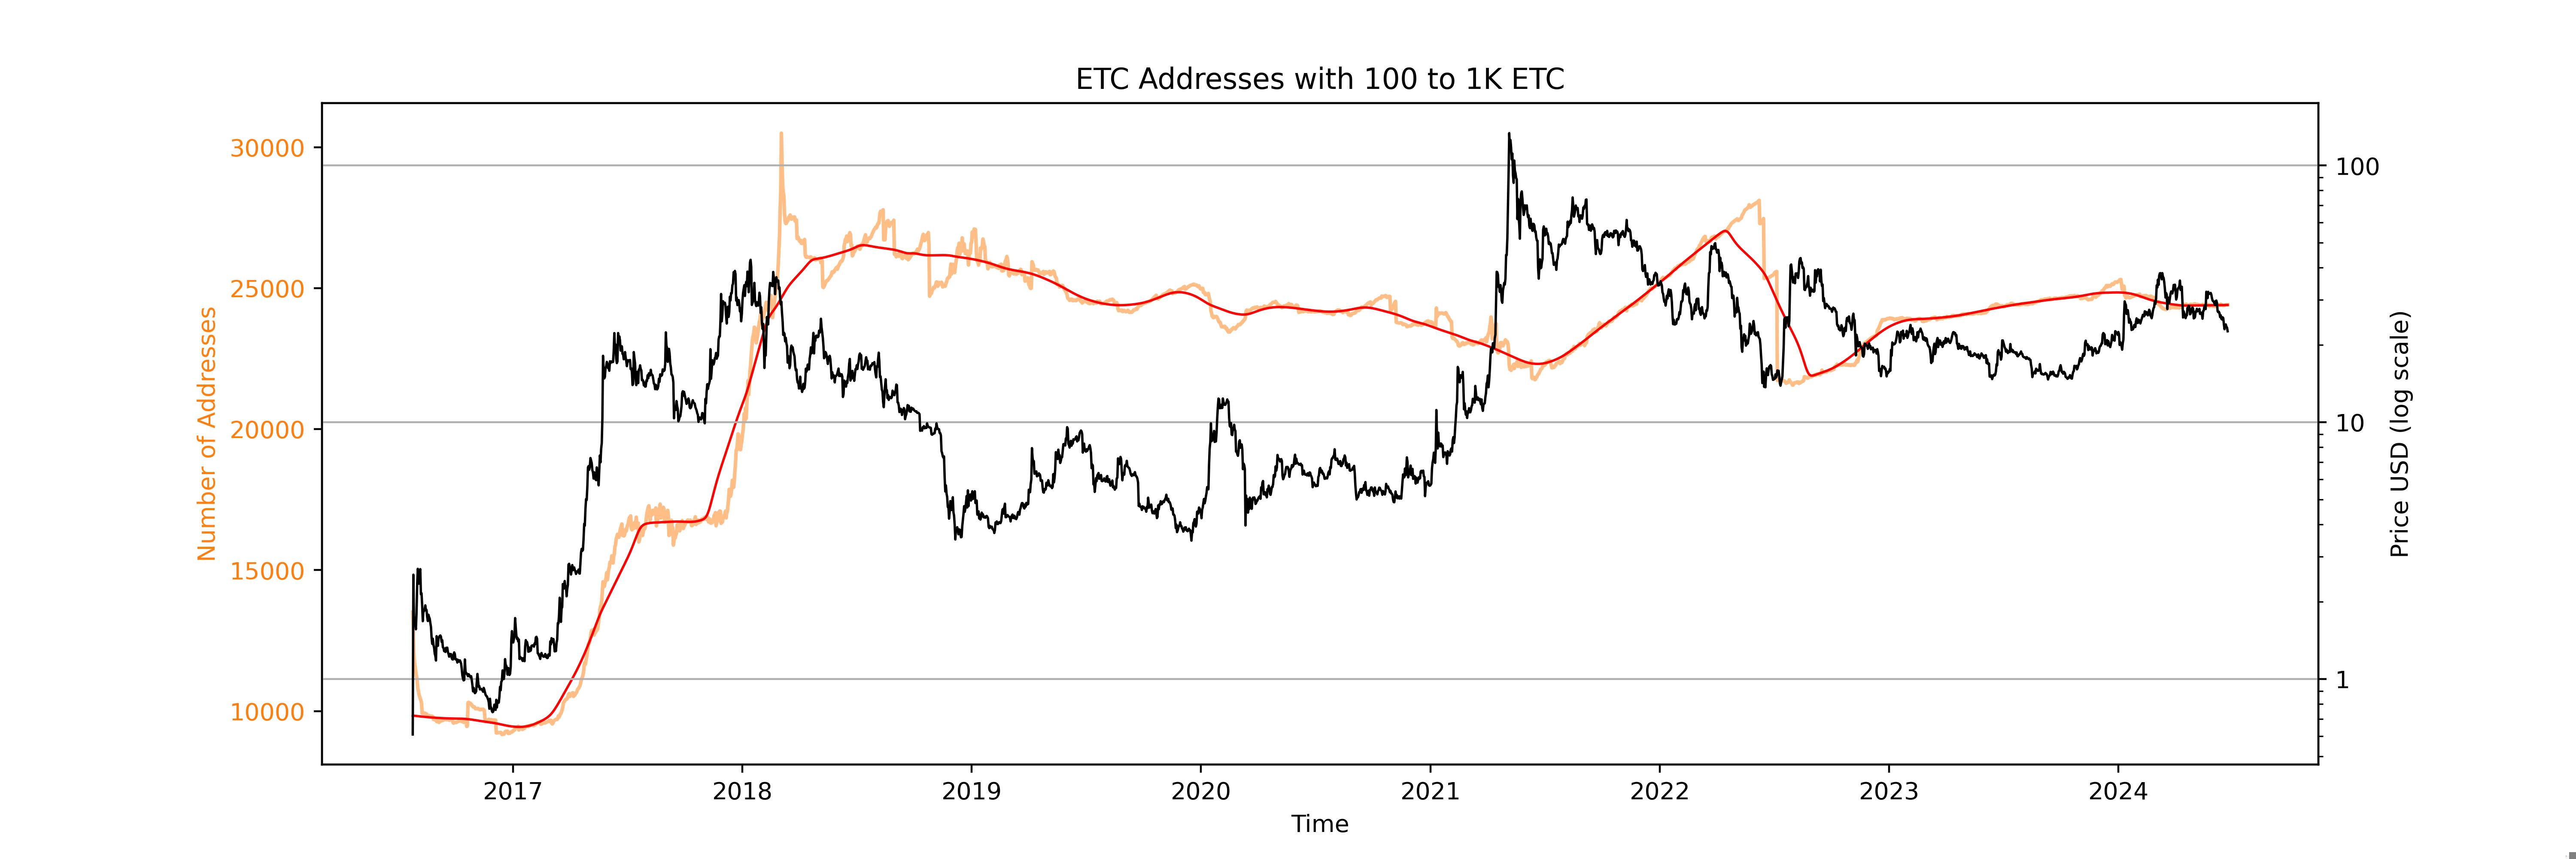 ETC Addresses with 100 to 1K ETC
Number of Addresses
30000
25000
20000
15000
10000
100
10
1
Price USD (log scale)
2017 2018 2019 2020 2021 2022 2023 2024
Time